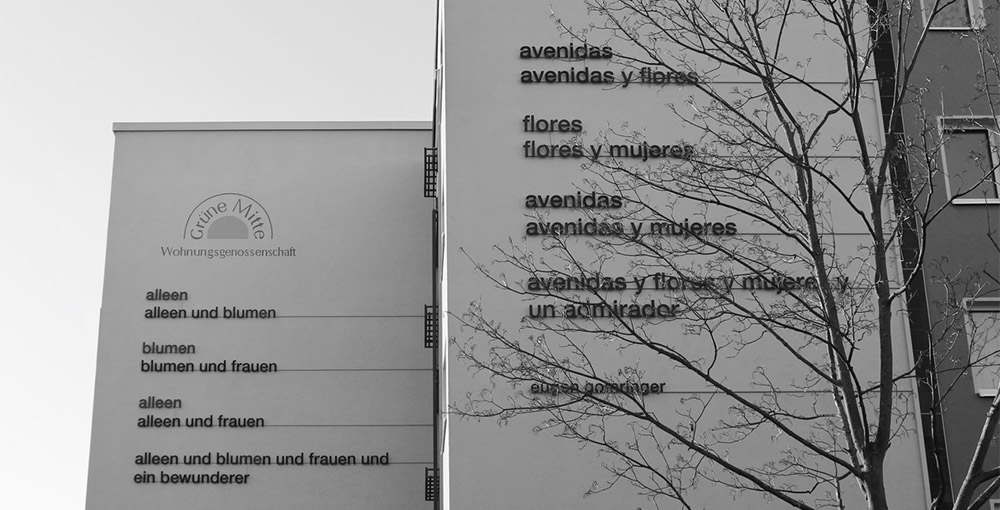 Grüne Mitte
Wohnungsgenossenschaft
alleen
alleen und blumen
blumen
blumen und frauen
alleen
alleen und frauen
alleen und blumen und frauen und
ein bewunderer
avenidas
avenidas y flores
flores
flores y mujeres
avenidas
avenidas y mujeres
avenidas y flores y mujeres y
un admirador
eugen gomringer